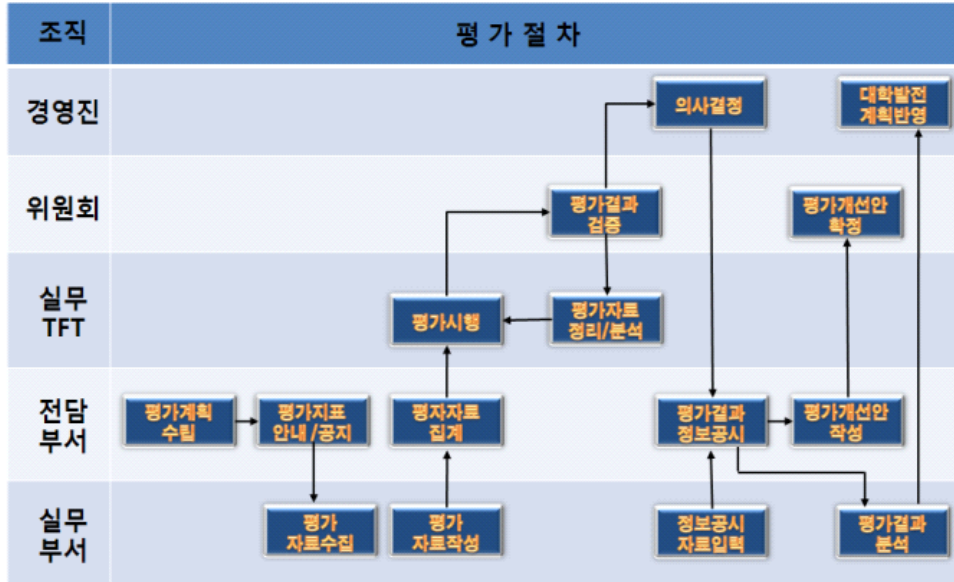 조직
평 가 절 차
경영진
의사결정
대학발전
계획반영
위원회
평가결과
검증
평가개선안
확정
실무
TFT
평가시행
평가자료
정리/분석
전담
부서
평가계획
수립
평가지표
안내 /공지
평자자료
집계
평가결과
정보공시
평가개선안
작성
실무
부서
평가
자료수집
평가
자료작성
정보공시
자료입력
평가결과
분석